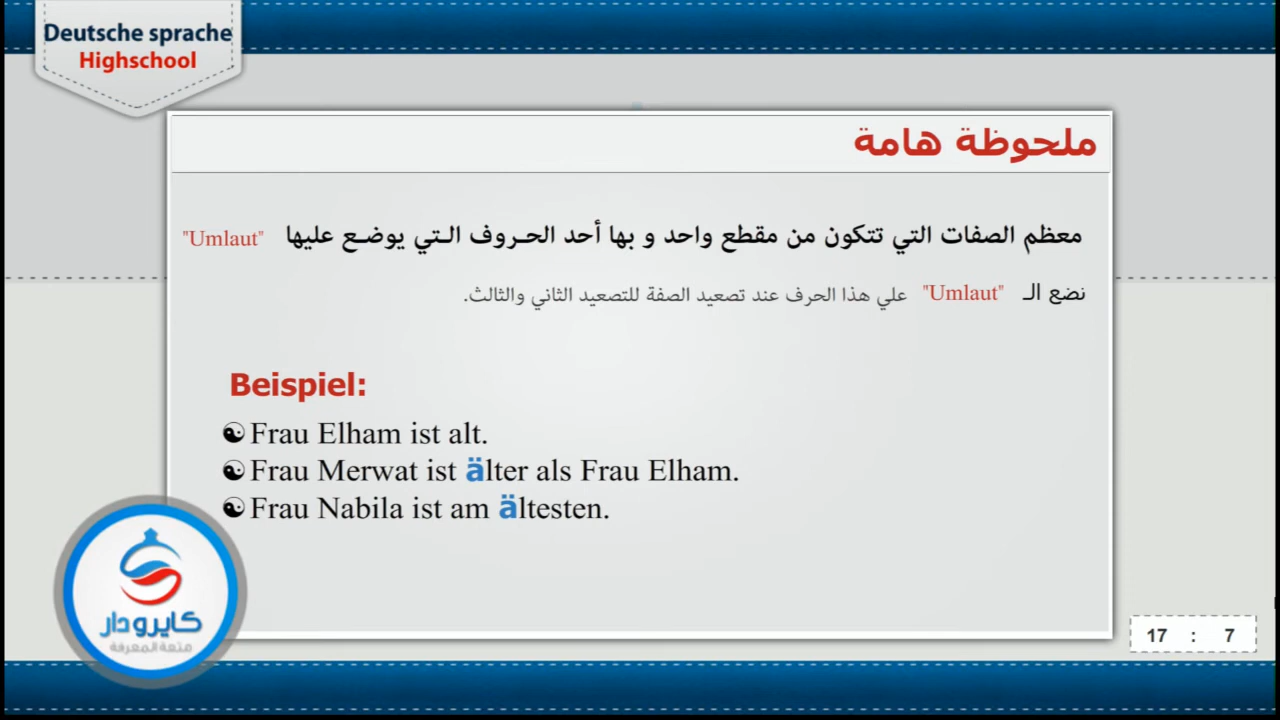 Deutsche sprache
Highschool
ملحوظة هامة
معظم الصفات التي تتكون من مقطع واحد و بها أحد الحروف التي يوضع عليها "Umlaut"
نضع الـ "Umlaut" علي هذا الحرف عند تصعيد الصفة للتصعيد الثاني والثالث.
Beispiel:
☯ Frau Elham ist alt.
☯ Frau Merwat ist älter als Frau Elham.
☯ Frau Nabila ist am ältesten.
كايرودار
متعة المعرفة
17 : 7